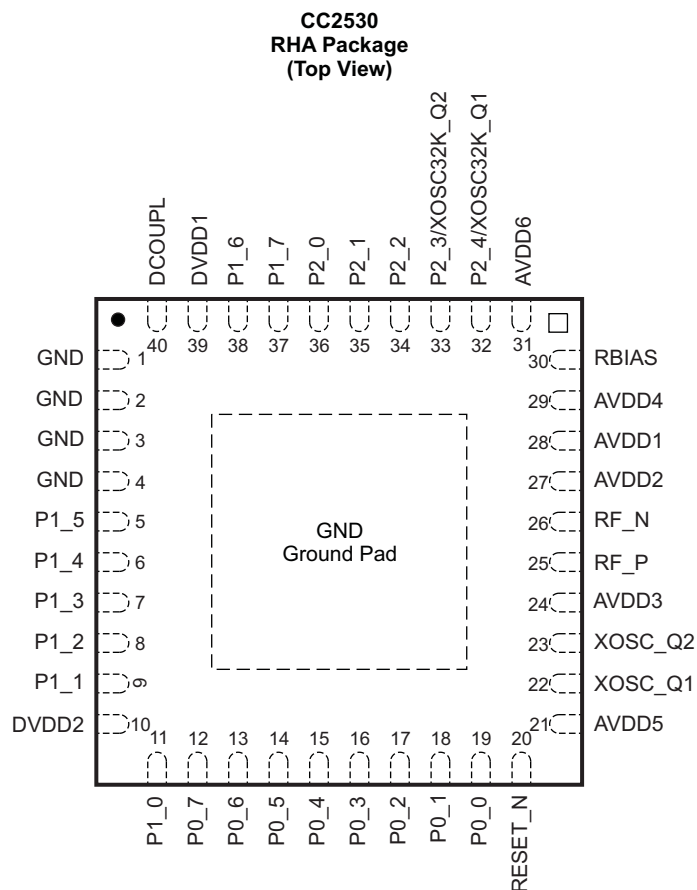 CC2530
RHA Package
(Top View)
DCOUPL
DVDD1
P1_6
P1_7
P2_0
P2_1
P2_2
P2_3/XOSC32K_Q2
P2_4/XOSC32K_Q1
AVDD6
40 39 38 37 36 35 34 33 32 31
GND 1
GND 2
GND 3
GND 4
P1_5 5
P1_4 6
P1_3 7
P1_2 8
P1_1 9
DVDD2 10
GND
Ground Pad
30 RBIAS
29 AVDD4
28 AVDD1
27 AVDD2
26 RF_N
25 RF_P
24 AVDD3
23 XOSC_Q2
22 XOSC_Q1
21 AVDD5
11 12 13 14 15 16 17 18 19 20
P1_0
P0_7
P0_6
P0_5
P0_4
P0_3
P0_2
P0_1
P0_0
RESET_N